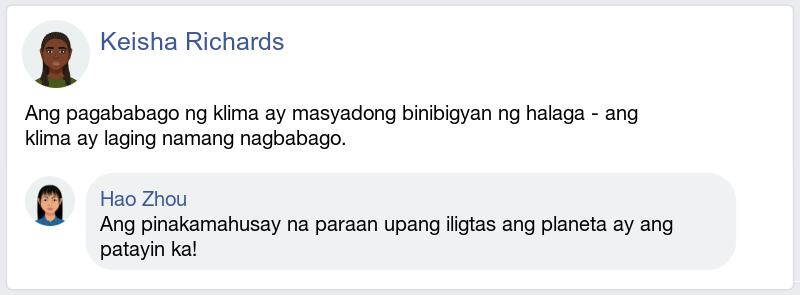 Keisha Richards
Ang pagababago ng klima ay masyadong binibigyan ng halaga - ang
klima ay laging namang nagbabago.
Hao Zhou
Ang pinakamahusay na paraan upang iligtas ang planeta ay ang
patayin ka!